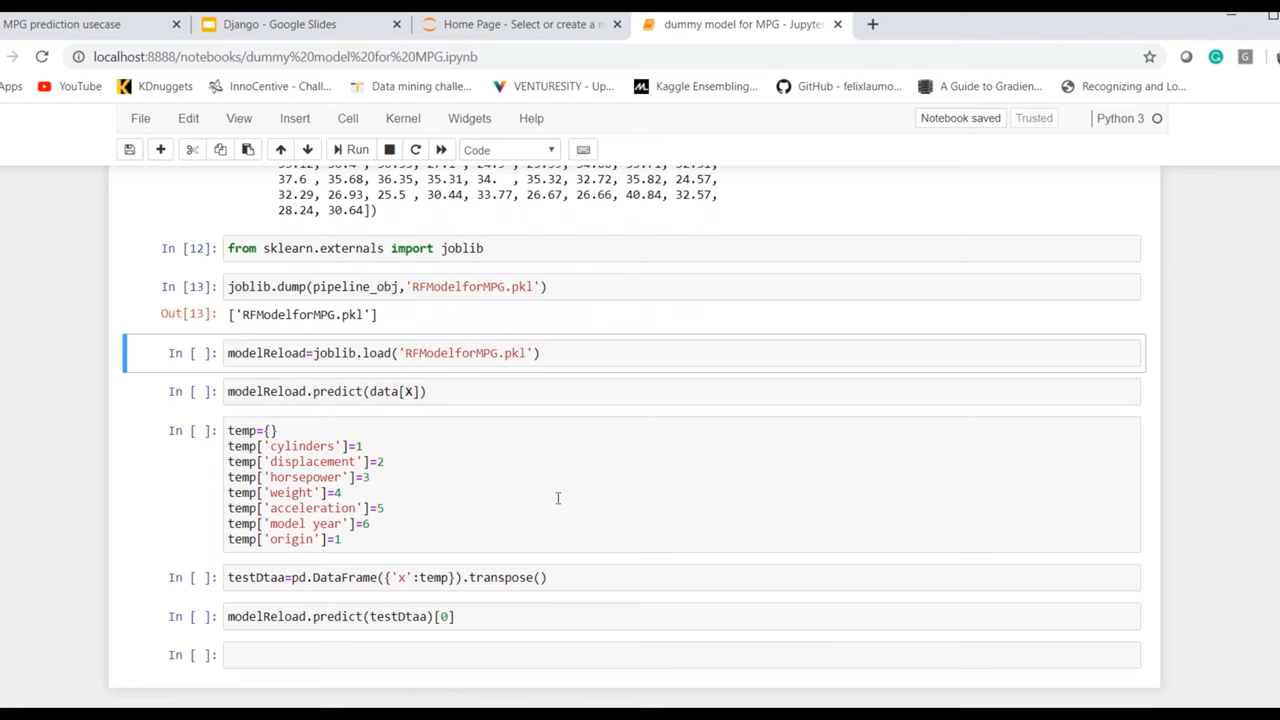 MPG prediction usecase
Django - Google Slides
Home Page - Select or create a n
dummy model for MPG - Jupyter
localhost:8888/notebooks/dummy%20model%20for%20MPG.ipynb
Apps YouTube KDnuggets InnoCentive - Chall... Data mining challe... VENTURESITY - Up... Kaggle Ensembling... GitHub - felixlaumo... A Guide to Gradien... Recognizing and Lo...
File Edit View Insert Cell Kernel Widgets Help Notebook saved Trusted Python 3
Run Code
37.6 , 35.68, 36.35, 35.31, 34. , 35.32, 32.72, 35.82, 24.57,
32.29, 26.93, 25.5 , 30.44, 33.77, 26.67, 26.66, 40.84, 32.57,
28.24, 30.64])
In [12]: from sklearn.externals import joblib
In [13]: joblib.dump(pipeline_obj,'RFModelforMPG.pkl')
Out[13]: ['RFModelforMPG.pkl']
In [ ]: modelReload=joblib.load('RFModelforMPG.pkl')
In [ ]: modelReload.predict(data[X])
In [ ]: temp={}
temp['cylinders']=1
temp['displacement']=2
temp['horsepower']=3
temp['weight']=4
temp['acceleration']=5
temp['model year']=6
temp['origin']=1
In [ ]: testDtaa=pd.DataFrame({'x':temp}).transpose()
In [ ]: modelReload.predict(testDtaa)[0]
In [ ]: